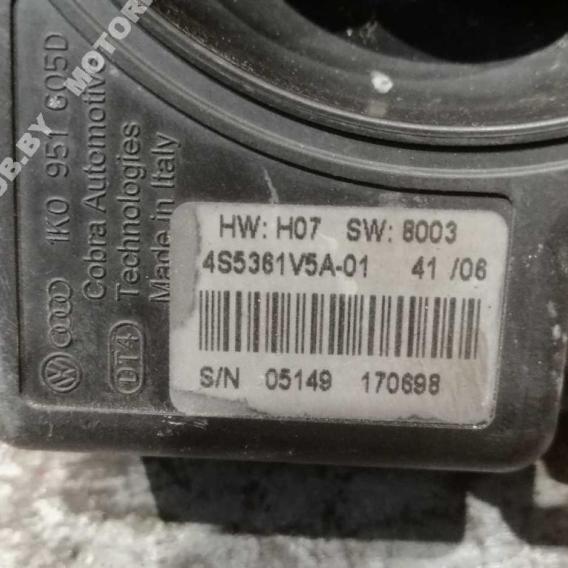 1K0 951 605D
Cobra Automotive
Technologies
Made in Italy
DT4
HW: H07 SW: 8003
4S5361V5A-01 41 /06
S/N 05149 170698